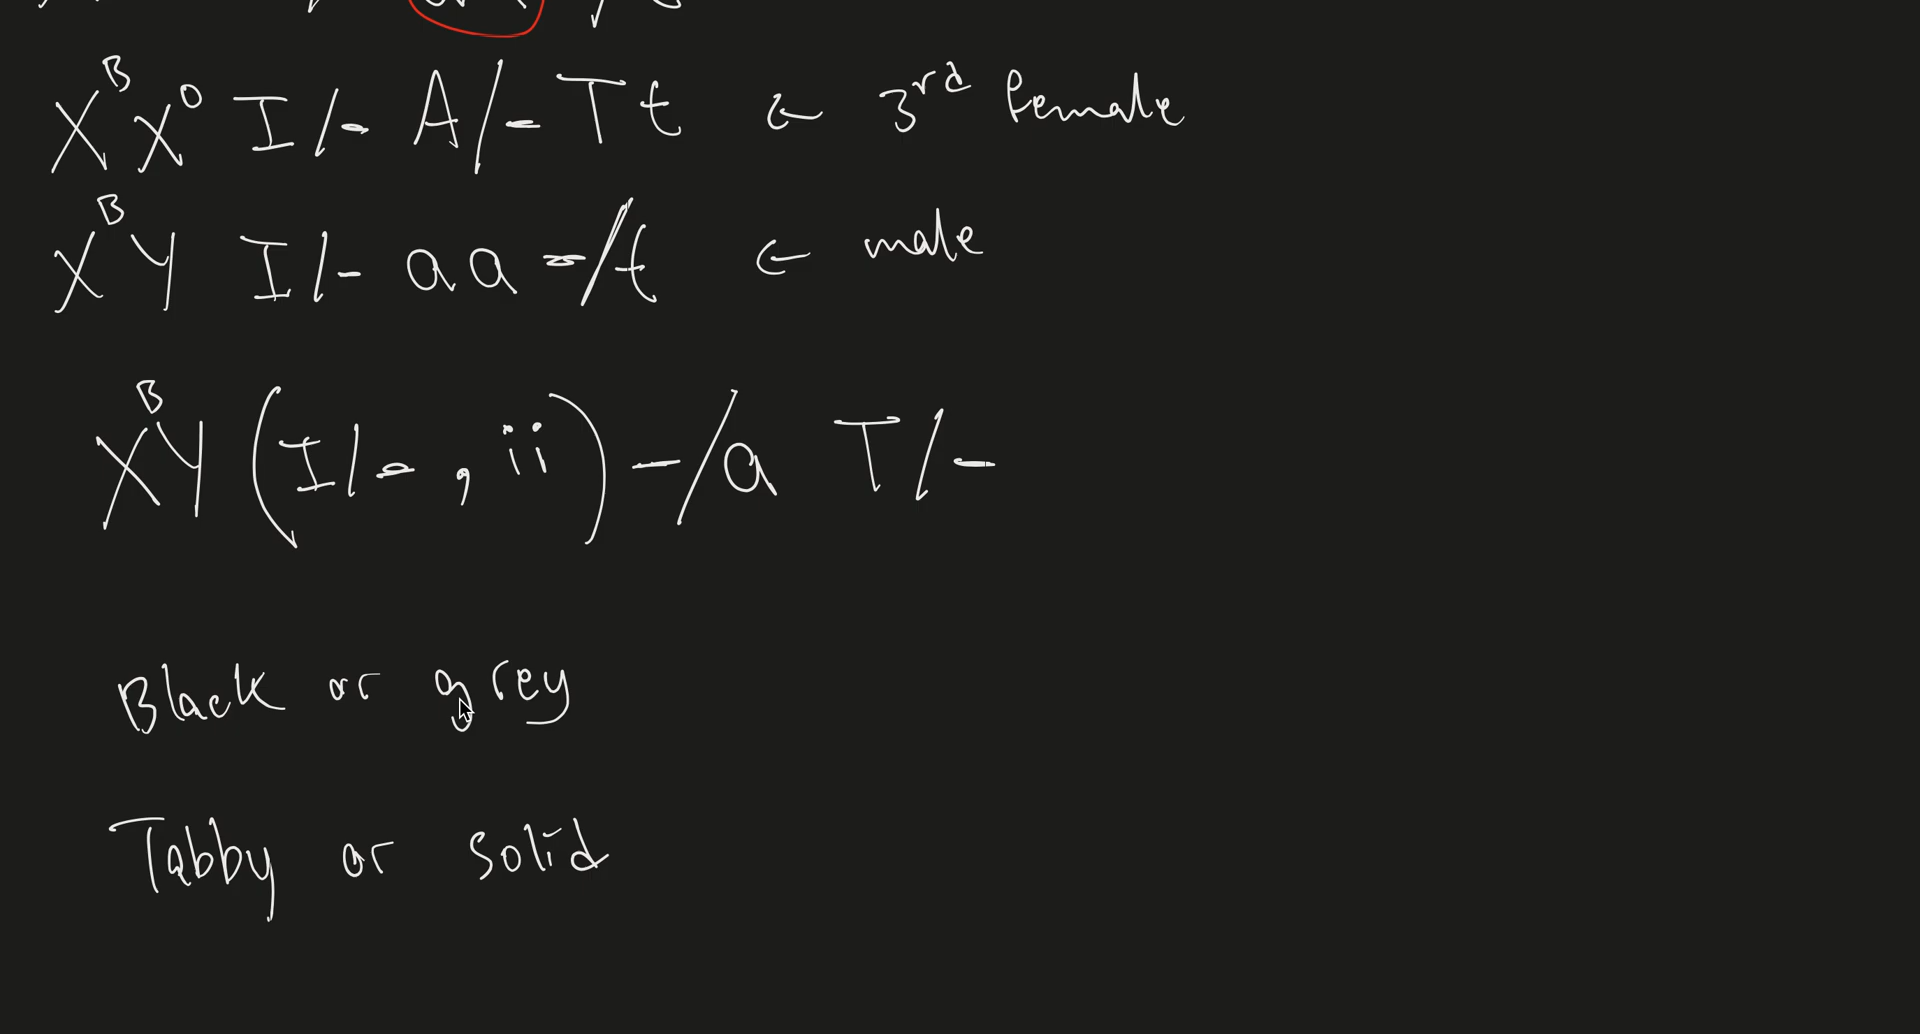 X^B X^O I/- A/- Tt ← 3rd female
X^B Y I/- aa -/t ← male
X^B Y (I/-, ii) -/a T/-
Black or grey
Tabby or solid